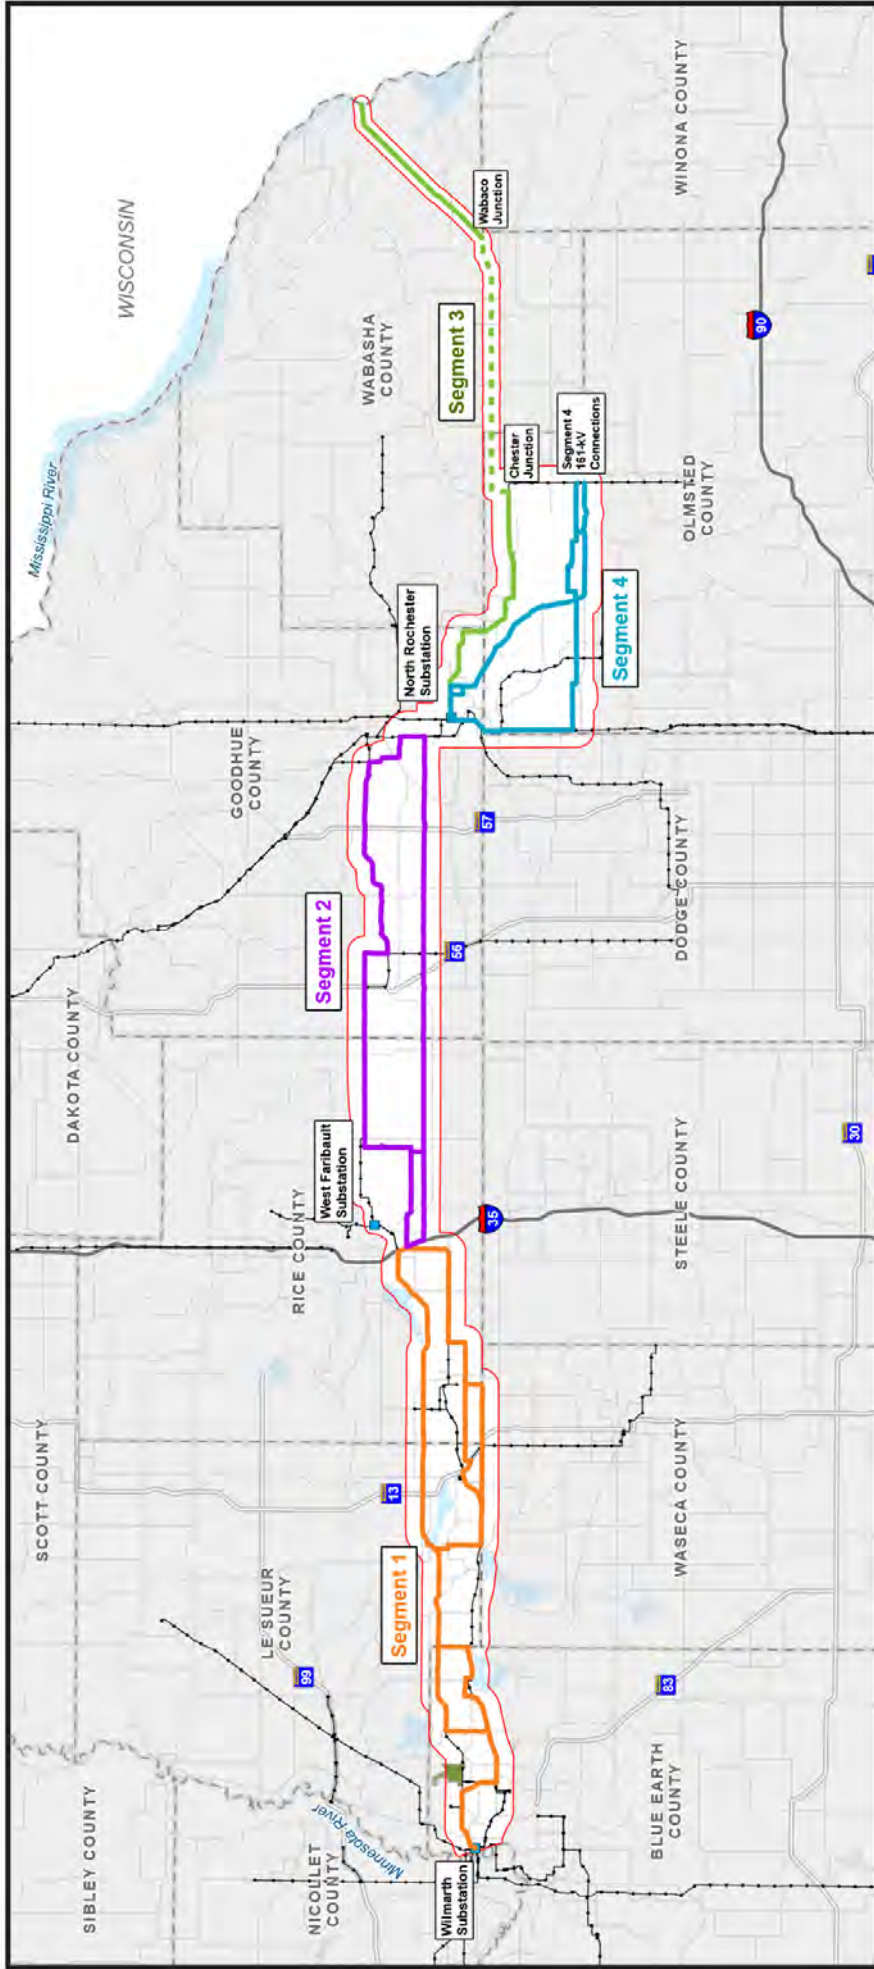 SIBLEY COUNTY
SCOTT COUNTY
DAKOTA COUNTY
Mississippi River
WISCONSIN
NICOLLET
COUNTY
Minnesota River
LE SUEUR
COUNTY
99
13
RICE COUNTY
West Faribault
Substation
GOODHUE
COUNTY
North Rochester
Substation
WABASHA
COUNTY
Segment 1
Segment 2
Segment 3
Wabaco
Junction
Chester
Junction
Segment 4
161-kV
Connections
Segment 4
Wilmarth
Substation
35
56
57
BLUE EARTH
COUNTY
83
WASECA COUNTY
STEELE COUNTY
DODGE COUNTY
OLMSTED
COUNTY
WINONA COUNTY
30
90